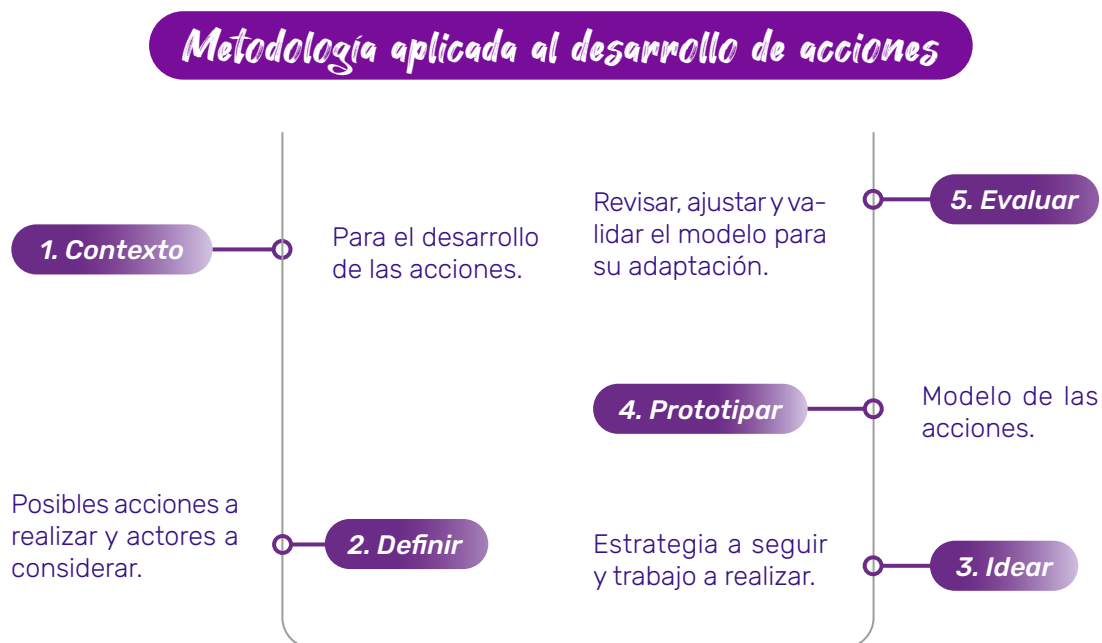 Metodología aplicada al desarrollo de acciones
1. Contexto
Para el desarrollo
de las acciones.
Posibles acciones a
realizar y actores a
considerar.
2. Definir
Estrategia a seguir
y trabajo a realizar.
3. Idear
4. Prototipar
Modelo de las
acciones.
Revisar, ajustar y va-
lidar el modelo para
su adaptación.
5. Evaluar